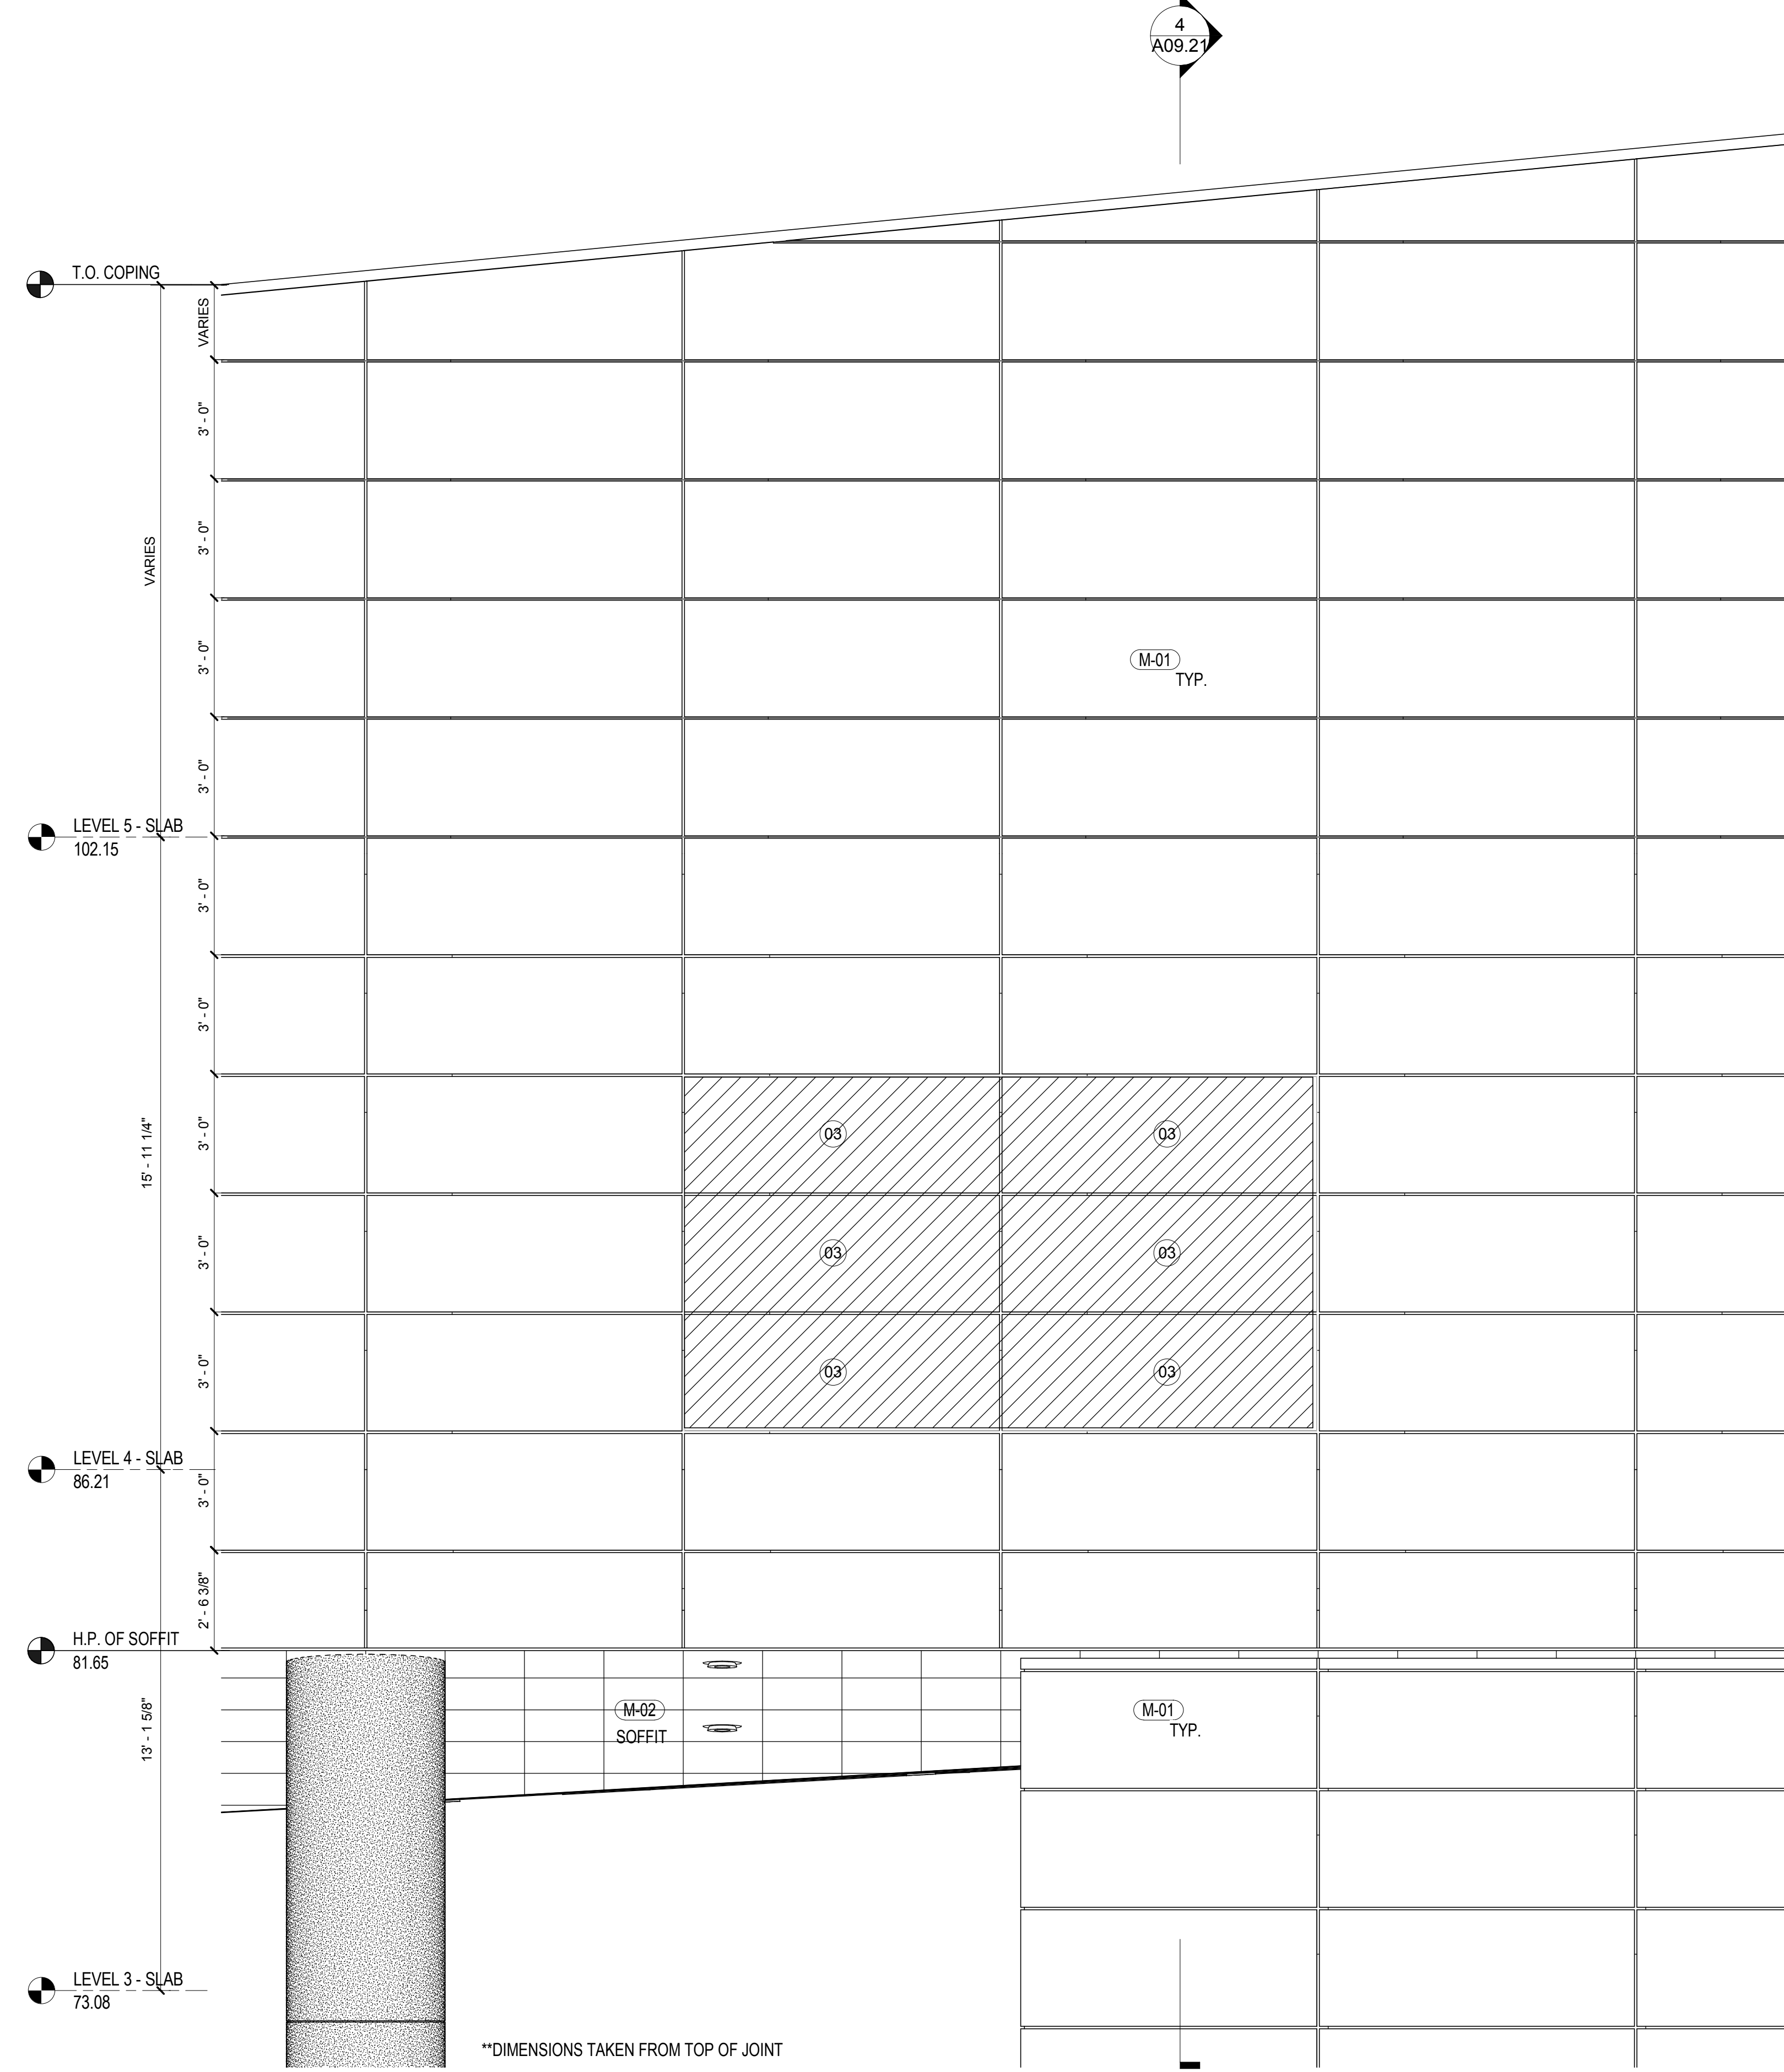 4
A09.21
T.O. COPING
VARIES
3' - 0"
3' - 0"
VARIES
3' - 0"
M-01
TYP.
3' - 0"
LEVEL 5 - SLAB
102.15
3' - 0"
3' - 0"
15' - 11 1/4"
3' - 0"
03
03
3' - 0"
03
03
3' - 0"
03
03
LEVEL 4 - SLAB
86.21
3' - 0"
2' - 6 3/8"
H.P. OF SOFFIT
81.65
13' - 1 5/8"
M-02
SOFFIT
M-01
TYP.
LEVEL 3 - SLAB
73.08
**DIMENSIONS TAKEN FROM TOP OF JOINT